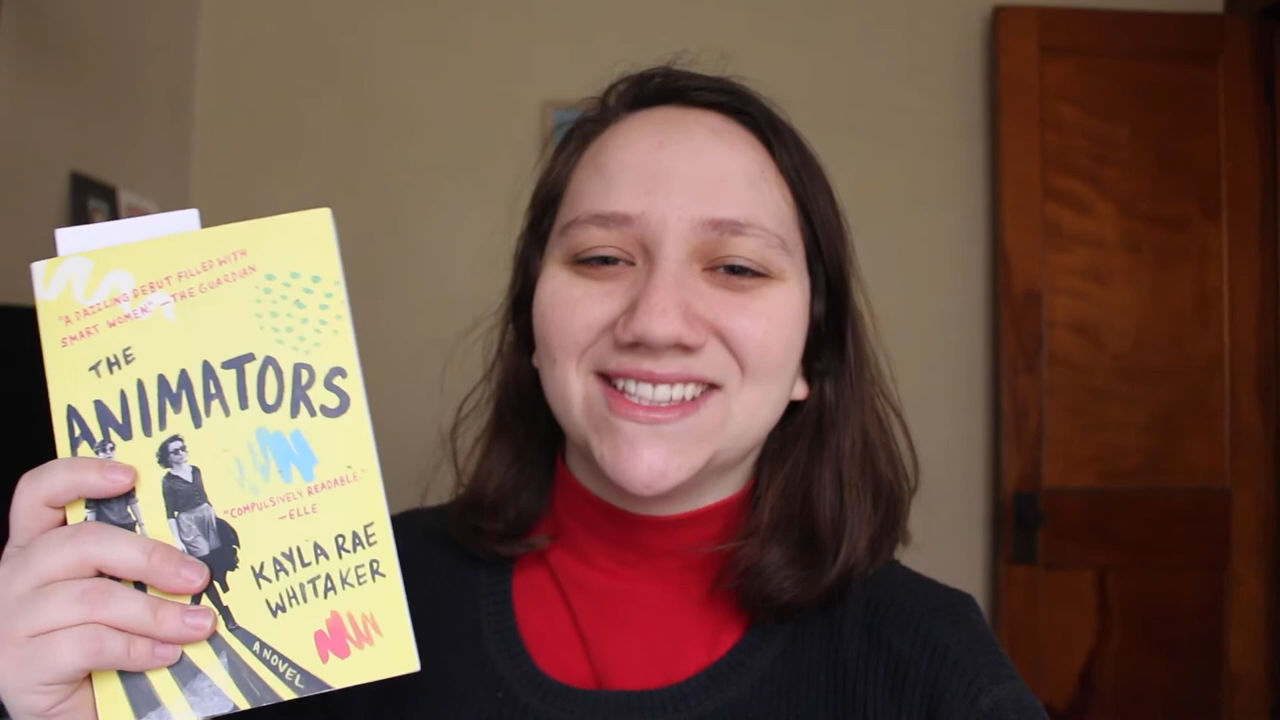 "A DAZZLING DEBUT FILLED WITH
SMART WOMEN." —THE GUARDIAN
THE
ANIMATORS
"COMPULSIVELY READABLE."
—ELLE
KAYLA RAE
WHITAKER
A NOVEL